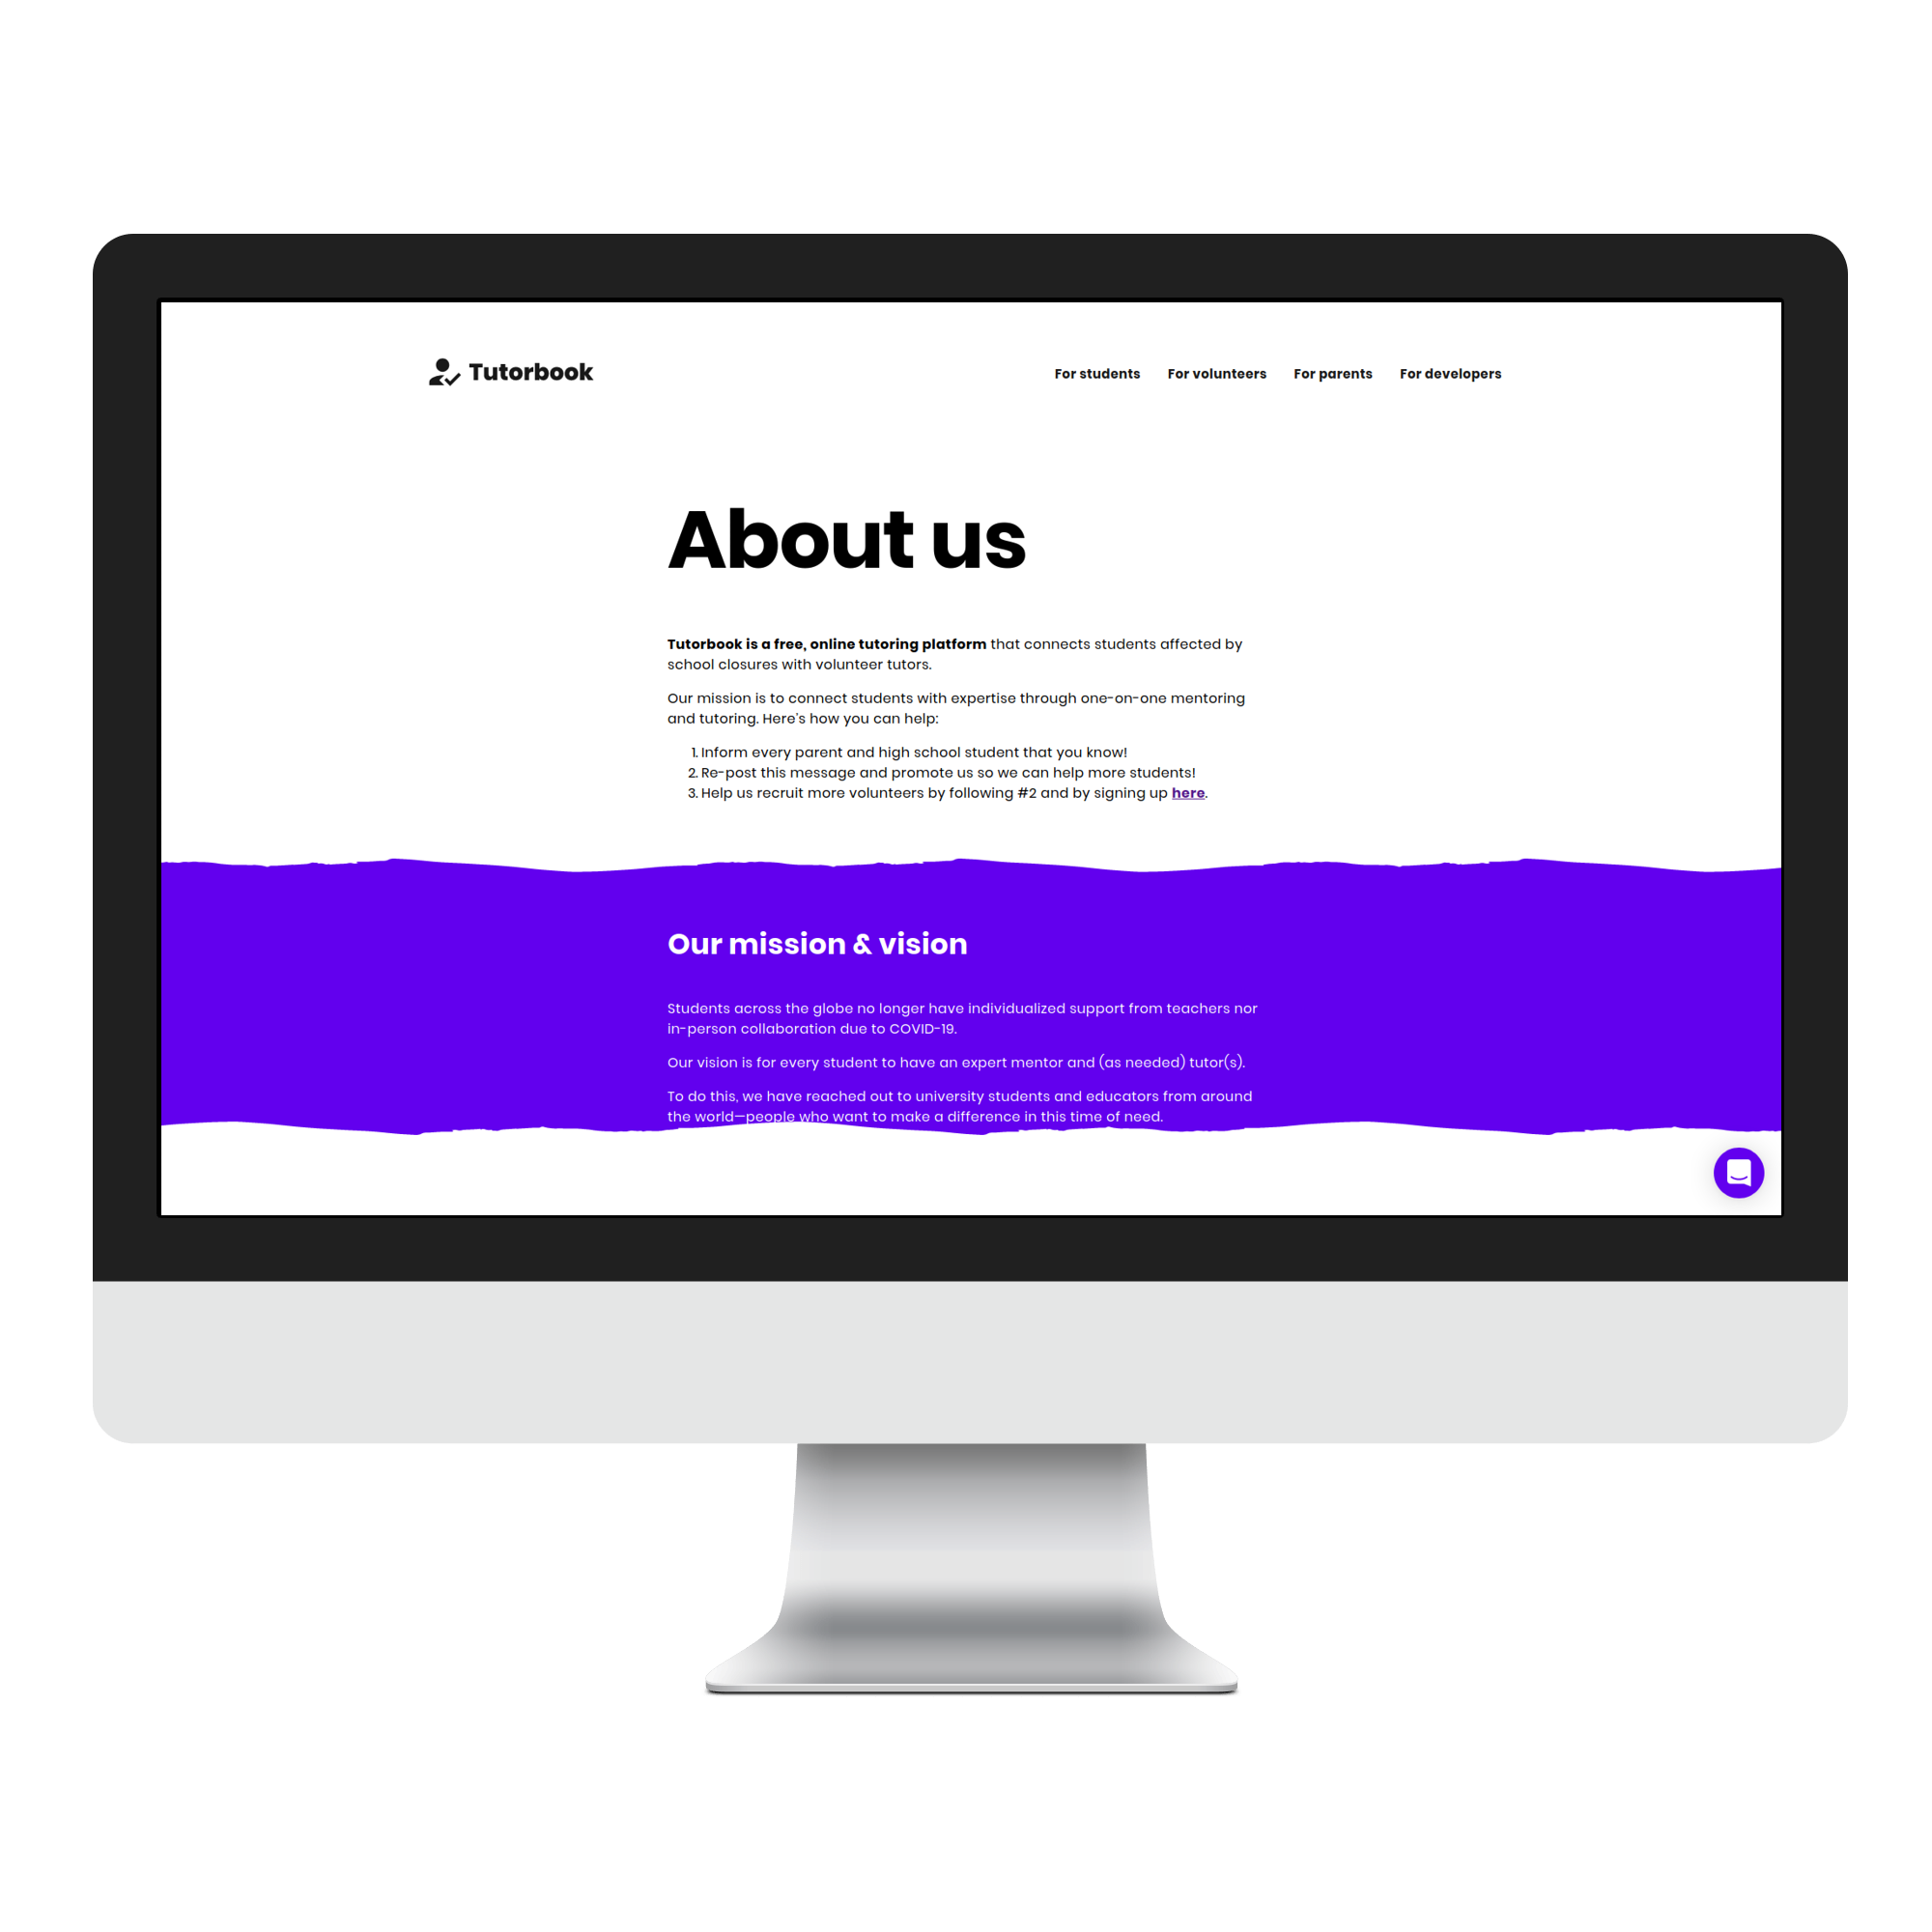 Tutorbook
For students For volunteers For parents For developers
About us
Tutorbook is a free, online tutoring platform that connects students affected by
school closures with volunteer tutors.
Our mission is to connect students with expertise through one-on-one mentoring
and tutoring. Here's how you can help:
1. Inform every parent and high school student that you know!
2. Re-post this message and promote us so we can help more students!
3. Help us recruit more volunteers by following #2 and by signing up here.
Our mission & vision
Students across the globe no longer have individualized support from teachers nor
in-person collaboration due to COVID-19.
Our vision is for every student to have an expert mentor and (as needed) tutor(s).
To do this, we have reached out to university students and educators from around
the world—people who want to make a difference in this time of need.